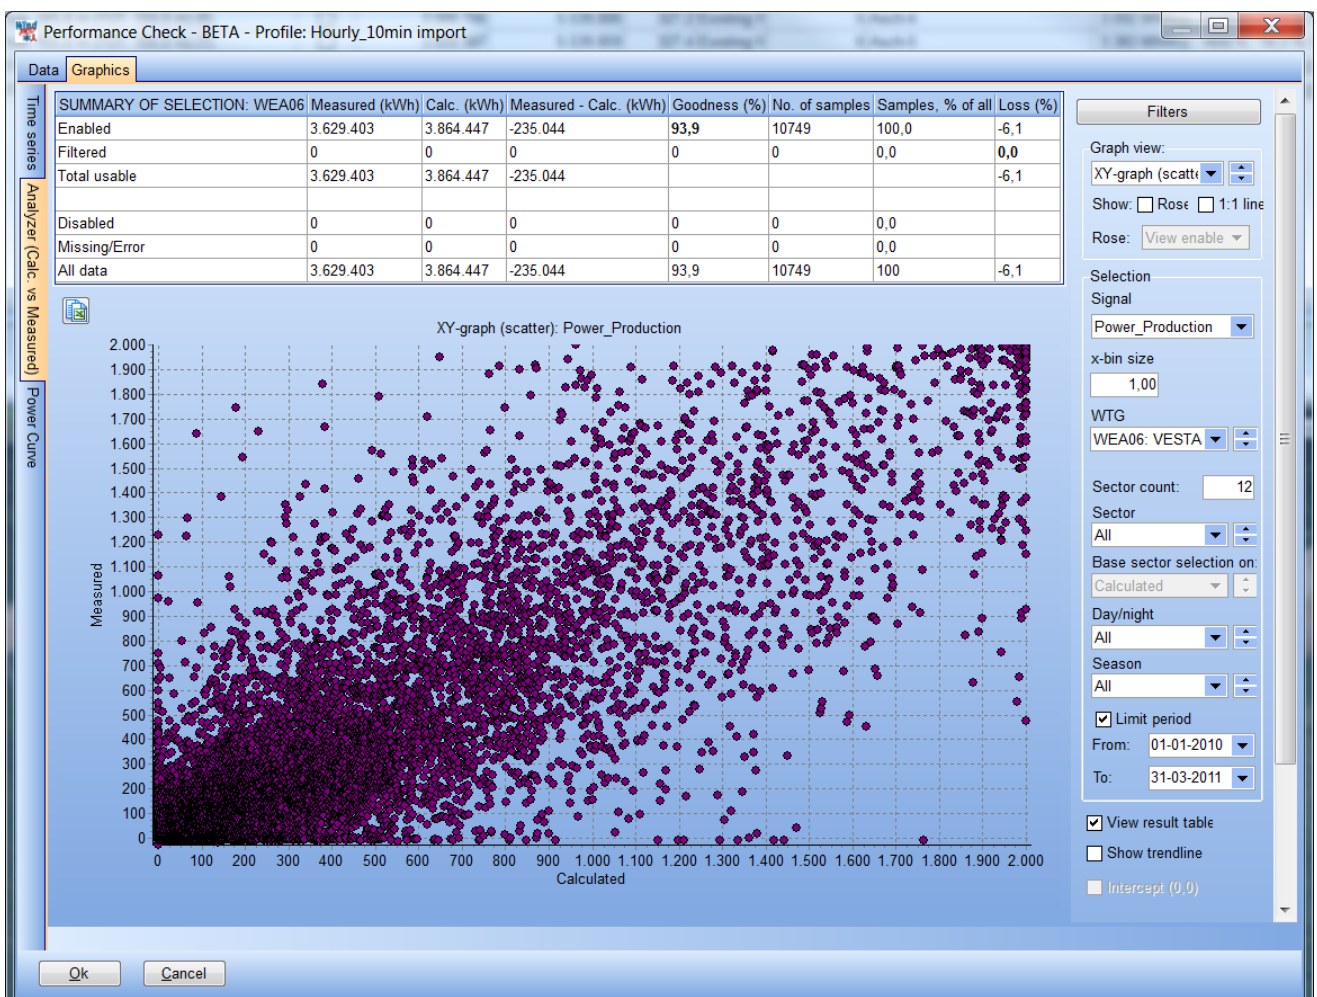 Performance Check - BETA - Profile: Hourly_10min import
Data Graphics
Time series
Analyzer (Calc. vs Measured)
Power Curve
SUMMARY OF SELECTION: WEA06 Measured (kWh) Calc. (kWh) Measured - Calc. (kWh) Goodness (%) No. of samples Samples, % of all Loss (%)
Enabled 3.629.403 3.864.447 -235.044 93,9 10749 100,0 -6,1
Filtered 0 0 0 0 0 0,0 0,0
Total usable 3.629.403 3.864.447 -235.044 -6,1
Disabled 0 0 0 0 0 0,0
Missing/Error 0 0 0 0 0 0,0
All data 3.629.403 3.864.447 -235.044 93,9 10749 100 -6,1
XY-graph (scatter): Power_Production
2.000
1.900
1.800
1.700
1.600
1.500
1.400
1.300
1.200
1.100
1.000
900
800
700
600
500
400
300
200
100
0
Measured
0 100 200 300 400 500 600 700 800 900 1.000 1.100 1.200 1.300 1.400 1.500 1.600 1.700 1.800 1.900 2.000
Calculated
Filters
Graph view:
XY-graph (scatte
Show: Rose 1:1 line
Rose: View enable
Selection
Signal
Power_Production
x-bin size
1,00
WTG
WEA06: VESTA
Sector count: 12
Sector
All
Base sector selection on:
Calculated
Day/night
All
Season
All
Limit period
From: 01-01-2010
To: 31-03-2011
View result table
Show trendline
Intercept (0,0)
Ok Cancel